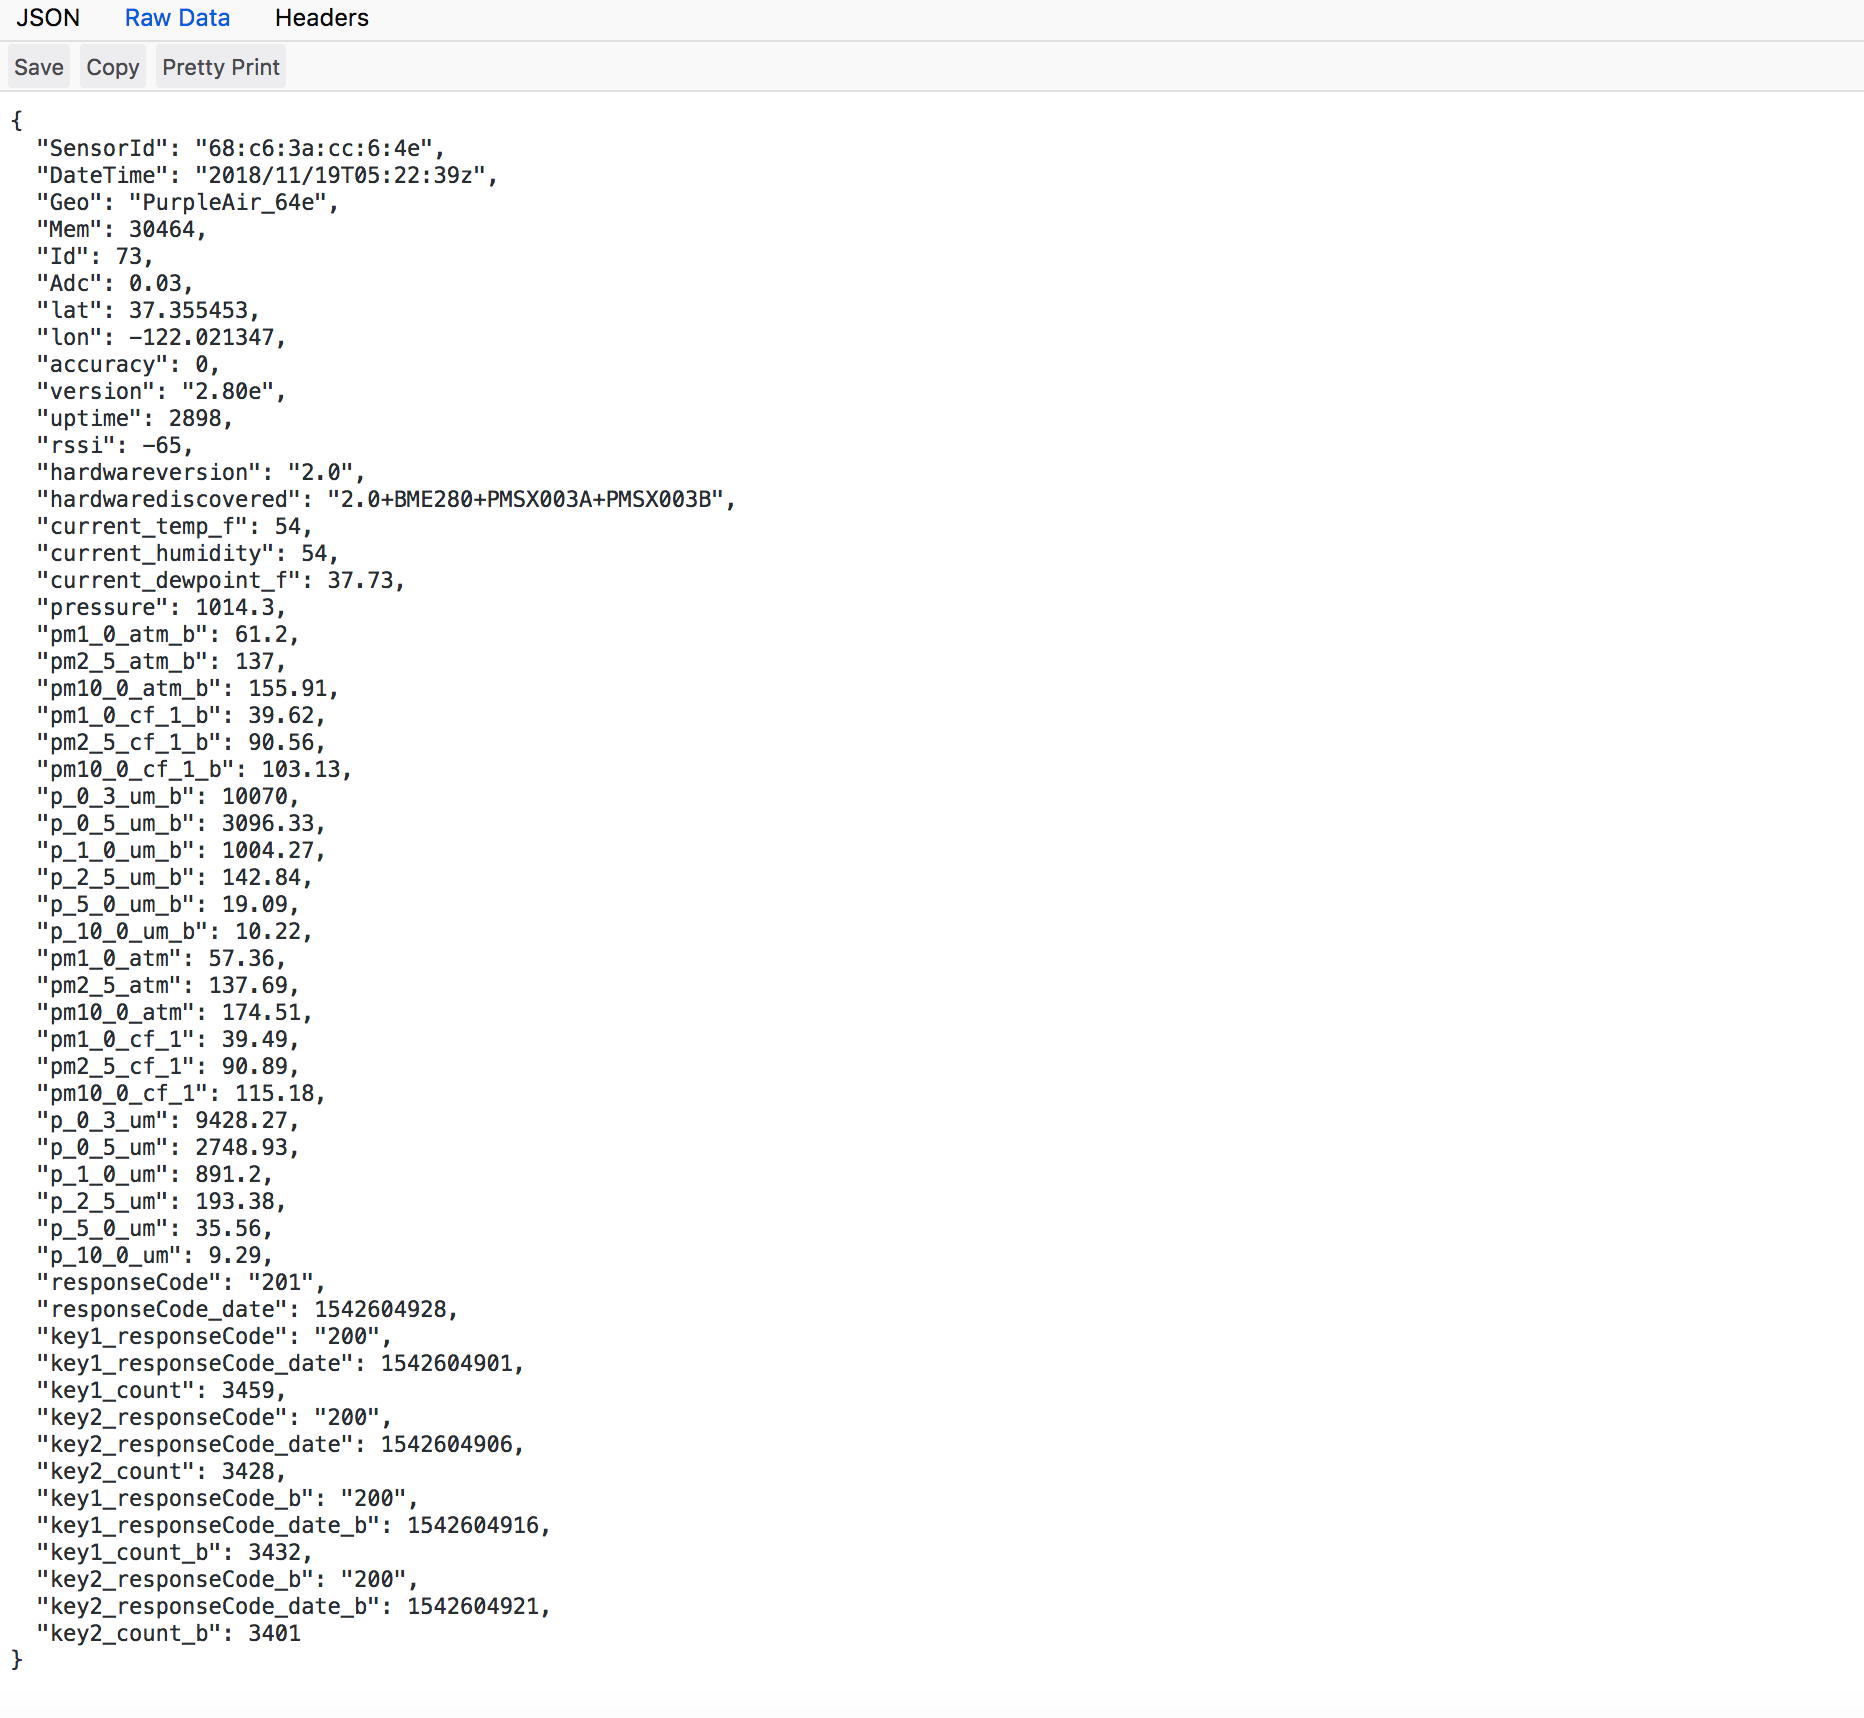 JSON Raw Data Headers
Save Copy Pretty Print
{
  "SensorId": "68:c6:3a:cc:6:4e",
  "DateTime": "2018/11/19T05:22:39z",
  "Geo": "PurpleAir_64e",
  "Mem": 30464,
  "Id": 73,
  "Adc": 0.03,
  "lat": 37.355453,
  "lon": -122.021347,
  "accuracy": 0,
  "version": "2.80e",
  "uptime": 2898,
  "rssi": -65,
  "hardwareversion": "2.0",
  "hardwarediscovered": "2.0+BME280+PMSX003A+PMSX003B",
  "current_temp_f": 54,
  "current_humidity": 54,
  "current_dewpoint_f": 37.73,
  "pressure": 1014.3,
  "pm1_0_atm_b": 61.2,
  "pm2_5_atm_b": 137,
  "pm10_0_atm_b": 155.91,
  "pm1_0_cf_1_b": 39.62,
  "pm2_5_cf_1_b": 90.56,
  "pm10_0_cf_1_b": 103.13,
  "p_0_3_um_b": 10070,
  "p_0_5_um_b": 3096.33,
  "p_1_0_um_b": 1004.27,
  "p_2_5_um_b": 142.84,
  "p_5_0_um_b": 19.09,
  "p_10_0_um_b": 10.22,
  "pm1_0_atm": 57.36,
  "pm2_5_atm": 137.69,
  "pm10_0_atm": 174.51,
  "pm1_0_cf_1": 39.49,
  "pm2_5_cf_1": 90.89,
  "pm10_0_cf_1": 115.18,
  "p_0_3_um": 9428.27,
  "p_0_5_um": 2748.93,
  "p_1_0_um": 891.2,
  "p_2_5_um": 193.38,
  "p_5_0_um": 35.56,
  "p_10_0_um": 9.29,
  "responseCode": "201",
  "responseCode_date": 1542604928,
  "key1_responseCode": "200",
  "key1_responseCode_date": 1542604901,
  "key1_count": 3459,
  "key2_responseCode": "200",
  "key2_responseCode_date": 1542604906,
  "key2_count": 3428,
  "key1_responseCode_b": "200",
  "key1_responseCode_date_b": 1542604916,
  "key1_count_b": 3432,
  "key2_responseCode_b": "200",
  "key2_responseCode_date_b": 1542604921,
  "key2_count_b": 3401
}